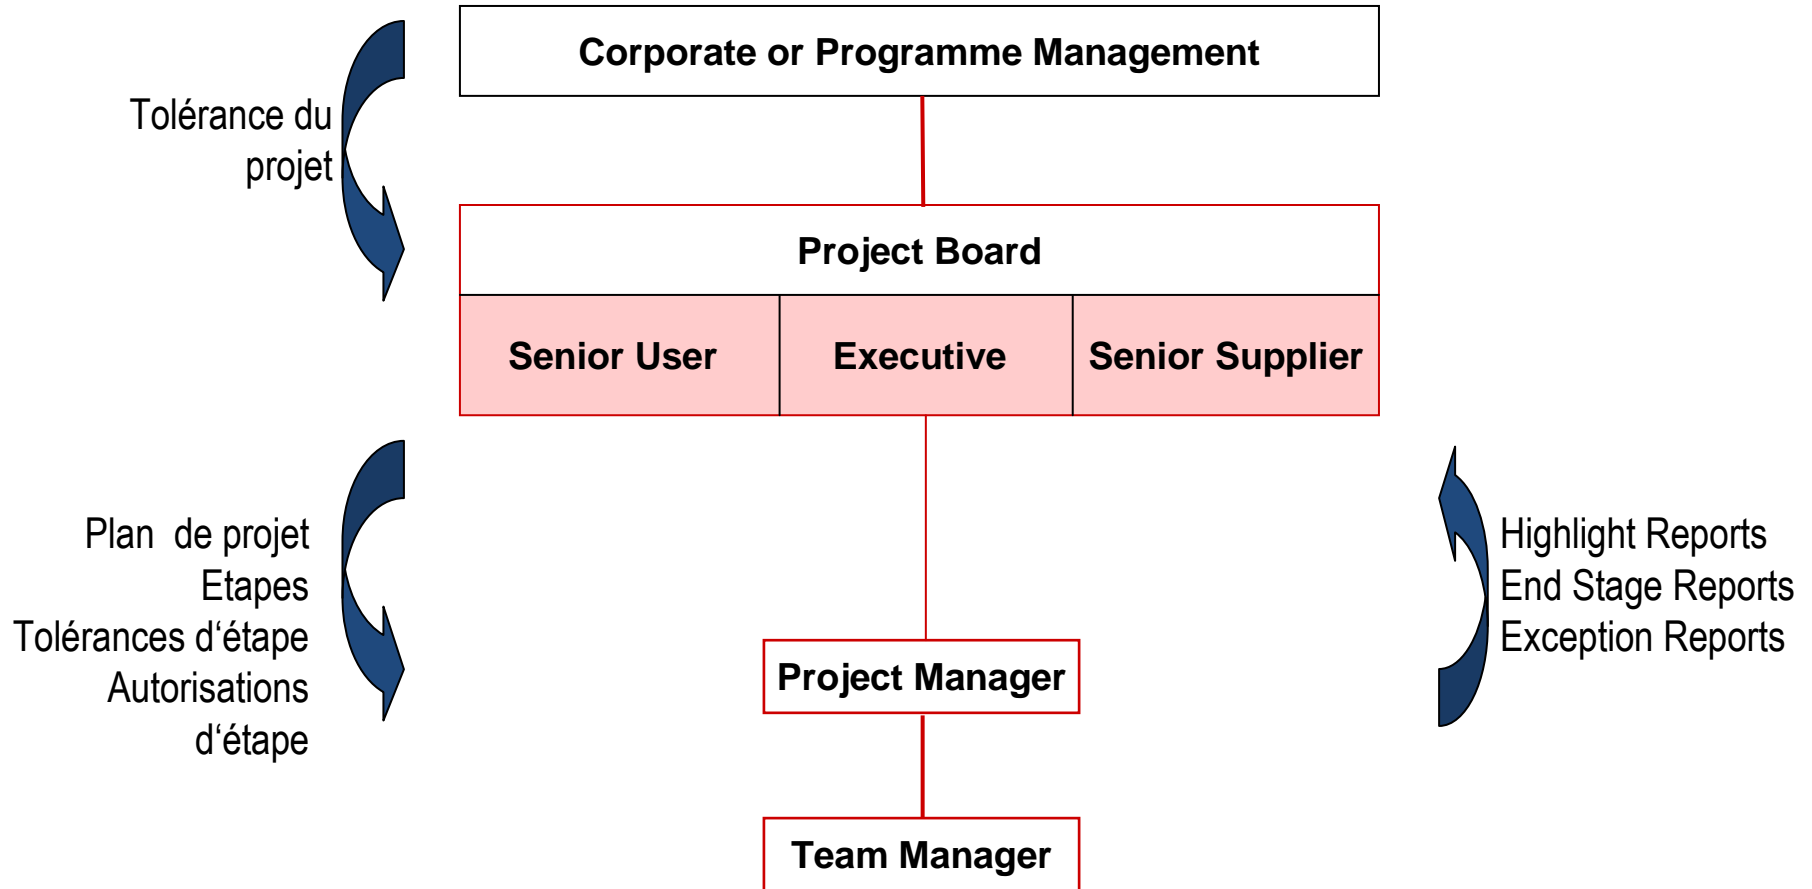 Corporate or Programme Management
Tolérance du
projet
Project Board
Senior User
Executive
Senior Supplier
Plan  de projet
Etapes
Tolérances d‘étape
Autorisations
d‘étape
Highlight Reports
End Stage Reports
Exception Reports
Project Manager
Team Manager